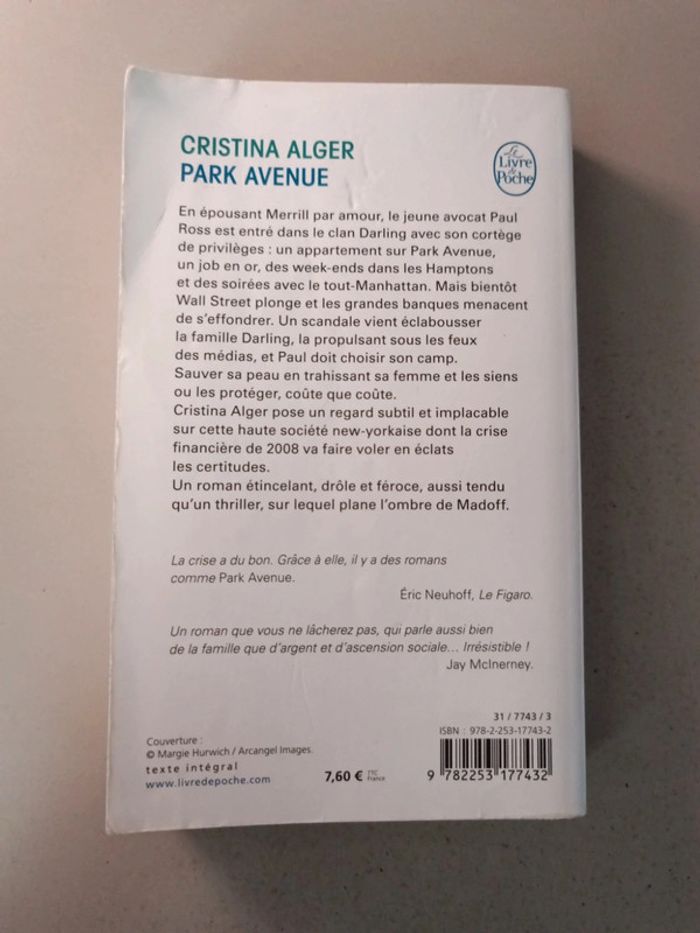 CRISTINA ALGER
PARK AVENUE
Le
Livre
de
Poche
En épousant Merrill par amour, le jeune avocat Paul
Ross est entré dans le clan Darling avec son cortège
de privilèges : un appartement sur Park Avenue,
un job en or, des week-ends dans les Hamptons
et des soirées avec le tout-Manhattan. Mais bientôt
Wall Street plonge et les grandes banques menacent
de s'effondrer. Un scandale vient éclabousser
la famille Darling, la propulsant sous les feux
des médias, et Paul doit choisir son camp.
Sauver sa peau en trahissant sa femme et les siens
ou les protéger, coûte que coûte.
Cristina Alger pose un regard subtil et implacable
sur cette haute société new-yorkaise dont la crise
financière de 2008 va faire voler en éclats
les certitudes.
Un roman étincelant, drôle et féroce, aussi tendu
qu'un thriller, sur lequel plane l'ombre de Madoff.
La crise a du bon. Grâce à elle, il y a des romans
comme Park Avenue.
Éric Neuhoff, Le Figaro.
Un roman que vous ne lâcherez pas, qui parle aussi bien
de la famille que d'argent et d'ascension sociale... Irrésistible !
Jay McInerney.
Couverture :
© Margie Hurwich / Arcangel Images.
texte intégral
www.livredepoche.com
7,60 € TTC
France
31 / 7743 / 3
ISBN : 978-2-253-17743-2
9 782253 177432